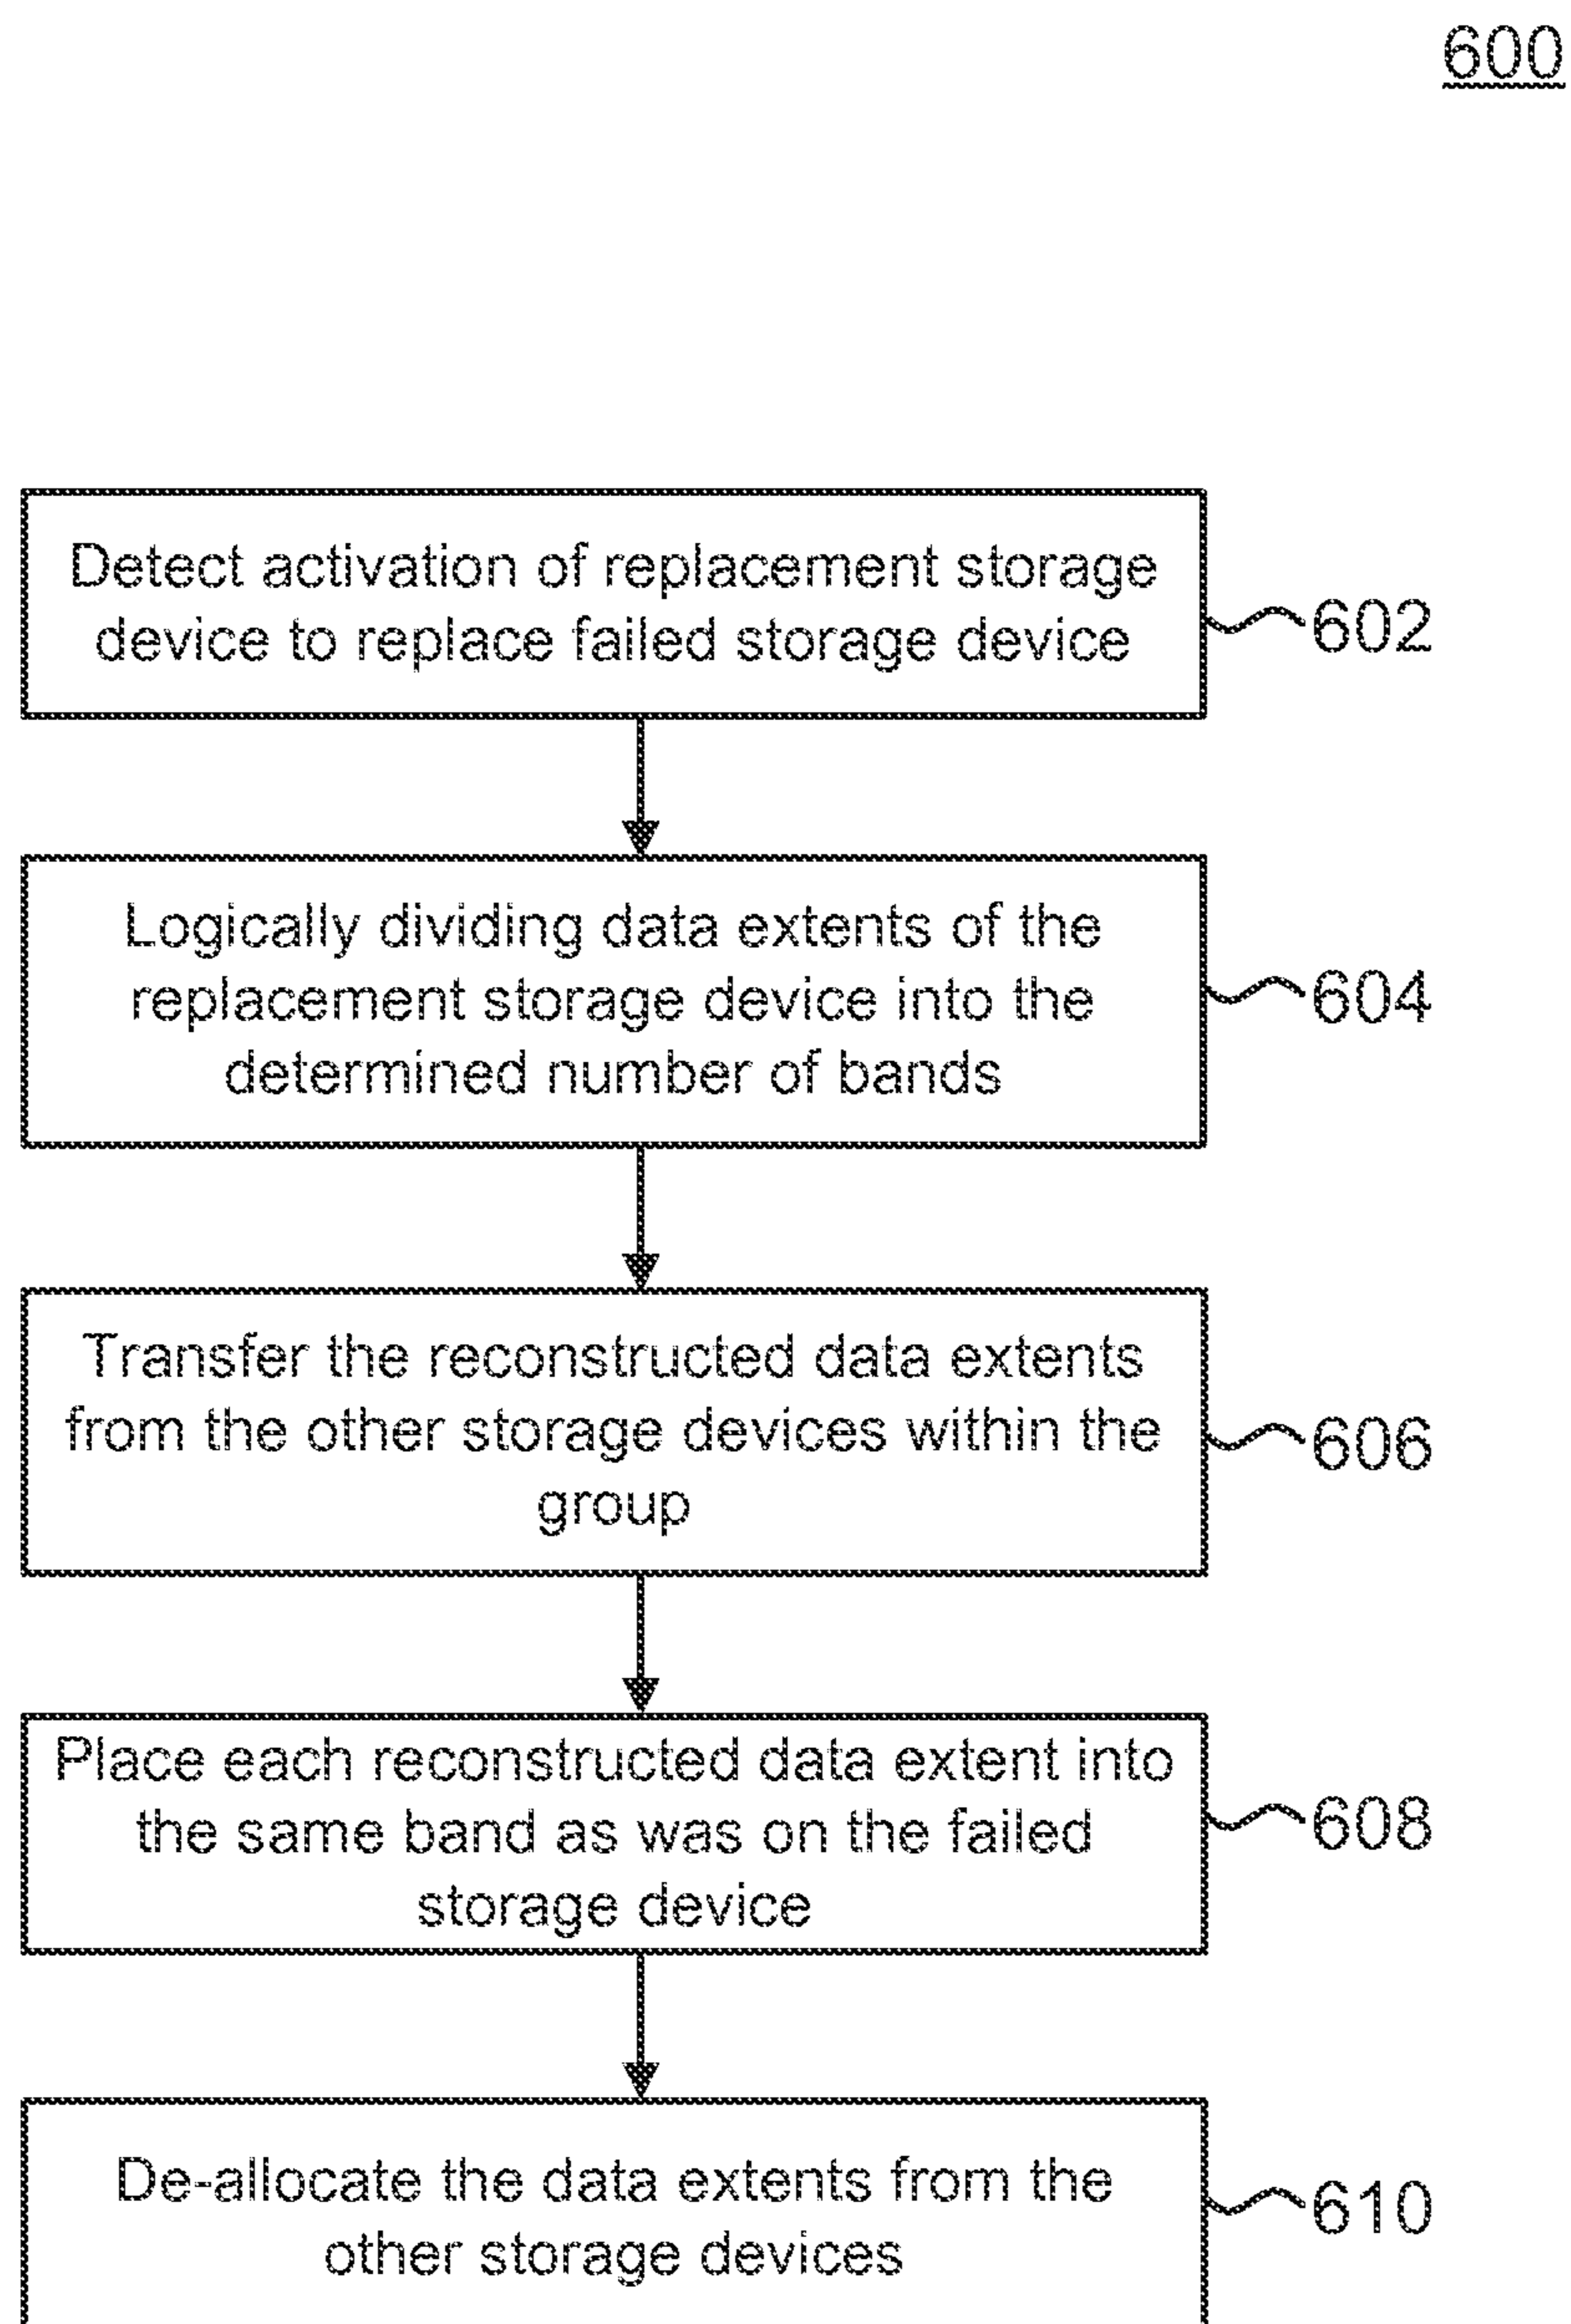 600
Detect activation of replacement storage
device to replace failed storage device
602
Logically dividing data extents of the
replacement storage device into the
determined number of bands
604
Transfer the reconstructed data extents
from the other storage devices within the
group
606
Place each reconstructed data extent into
the same band as was on the failed
storage device
608
De-allocate the data extents from the
other storage devices
610